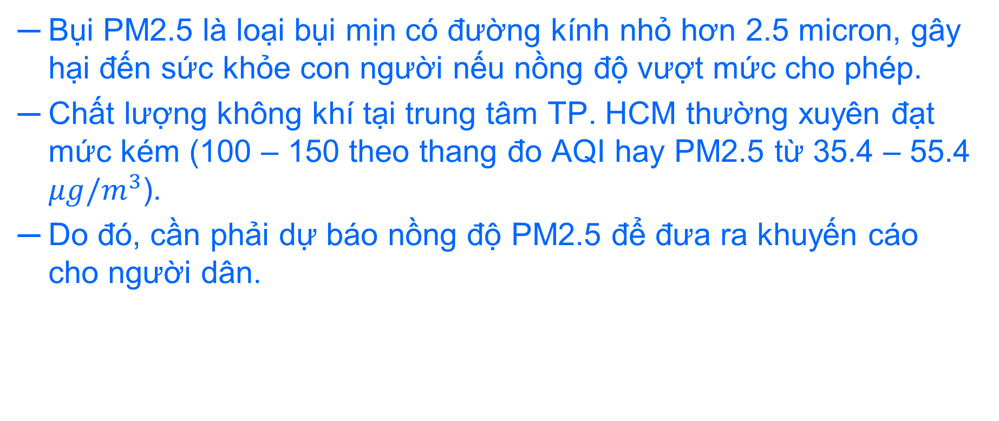 — Bụi PM2.5 là loại bụi mịn có đường kính nhỏ hơn 2.5 micron, gây
hại đến sức khỏe con người nếu nồng độ vượt mức cho phép.
— Chất lượng không khí tại trung tâm TP. HCM thường xuyên đạt
mức kém (100 – 150 theo thang đo AQI hay PM2.5 từ 35.4 – 55.4
μg/m³).
— Do đó, cần phải dự báo nồng độ PM2.5 để đưa ra khuyến cáo
cho người dân.